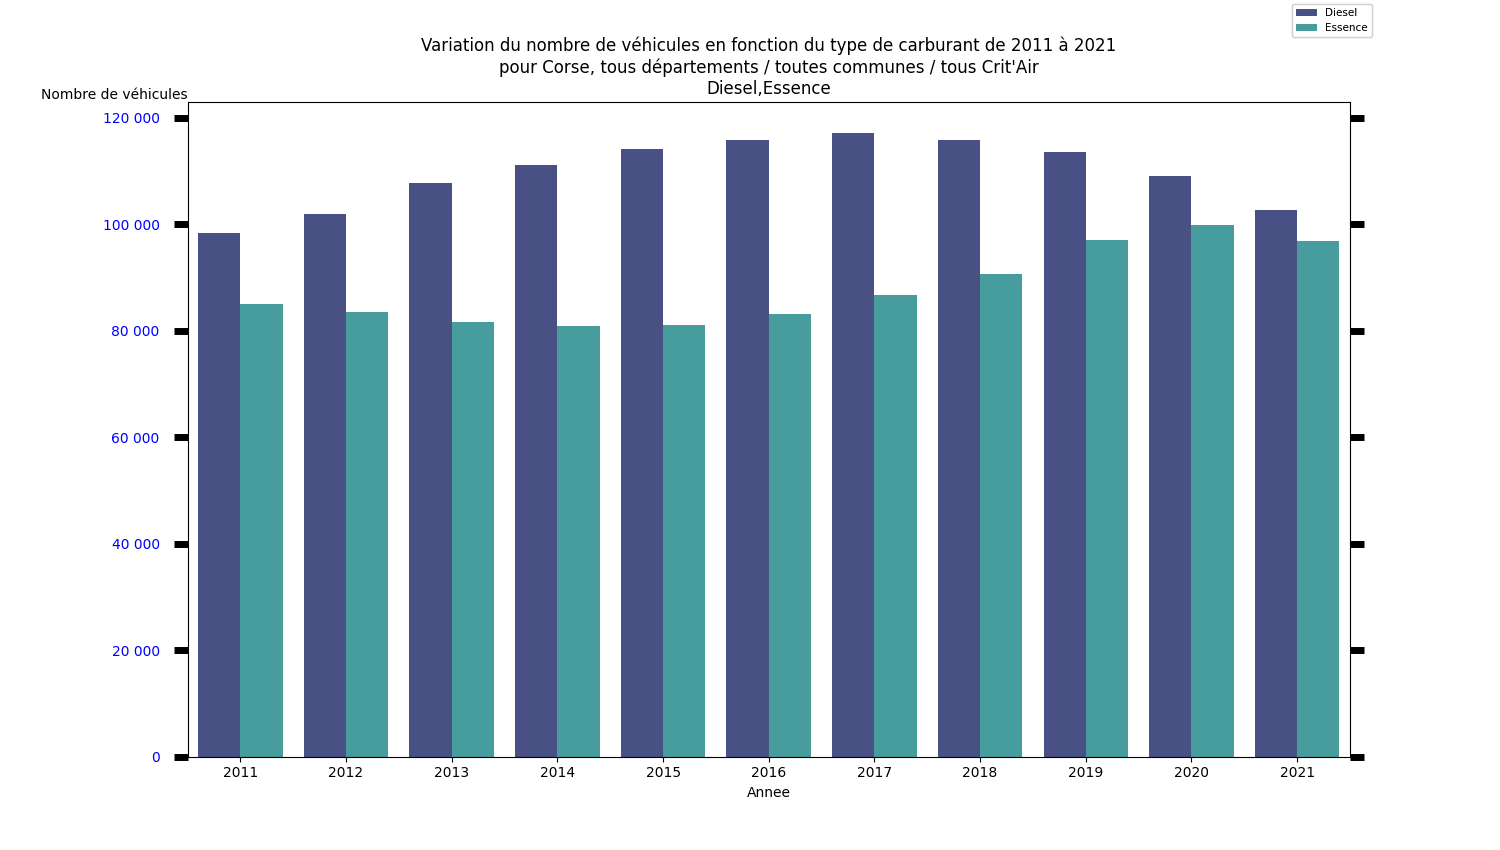 Diesel
Essence
Variation du nombre de véhicules en fonction du type de carburant de 2011 à 2021
pour Corse, tous départements / toutes communes / tous Crit'Air
Diesel,Essence
Nombre de véhicules
120 000
100 000
80 000
60 000
40 000
20 000
0
2011 2012 2013 2014 2015 2016 2017 2018 2019 2020 2021
Annee